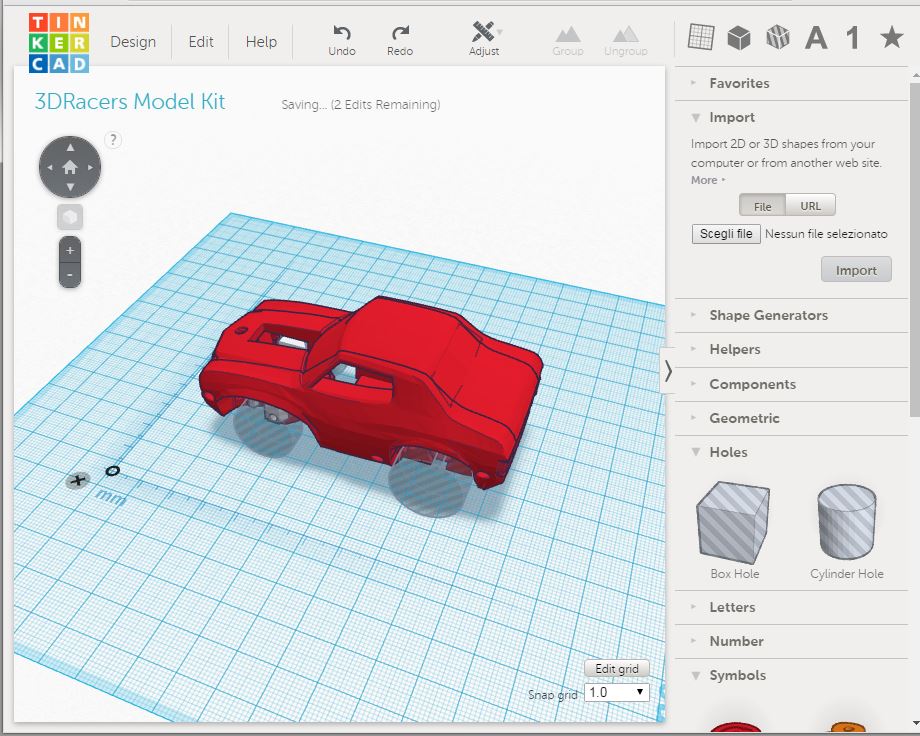 TIN
KER
CAD
Design
Edit
Help
Undo
Redo
Adjust
Group
Ungroup
A
1
3DRacers Model Kit
Saving... (2 Edits Remaining)
?
+
-
mm
Edit grid
Snap grid 1.0
Favorites
Import
Import 2D or 3D shapes from your
computer or from another web site.
More
File
URL
Scegli file Nessun file selezionato
Import
Shape Generators
Helpers
Components
Geometric
Holes
Box Hole
Cylinder Hole
Letters
Number
Symbols